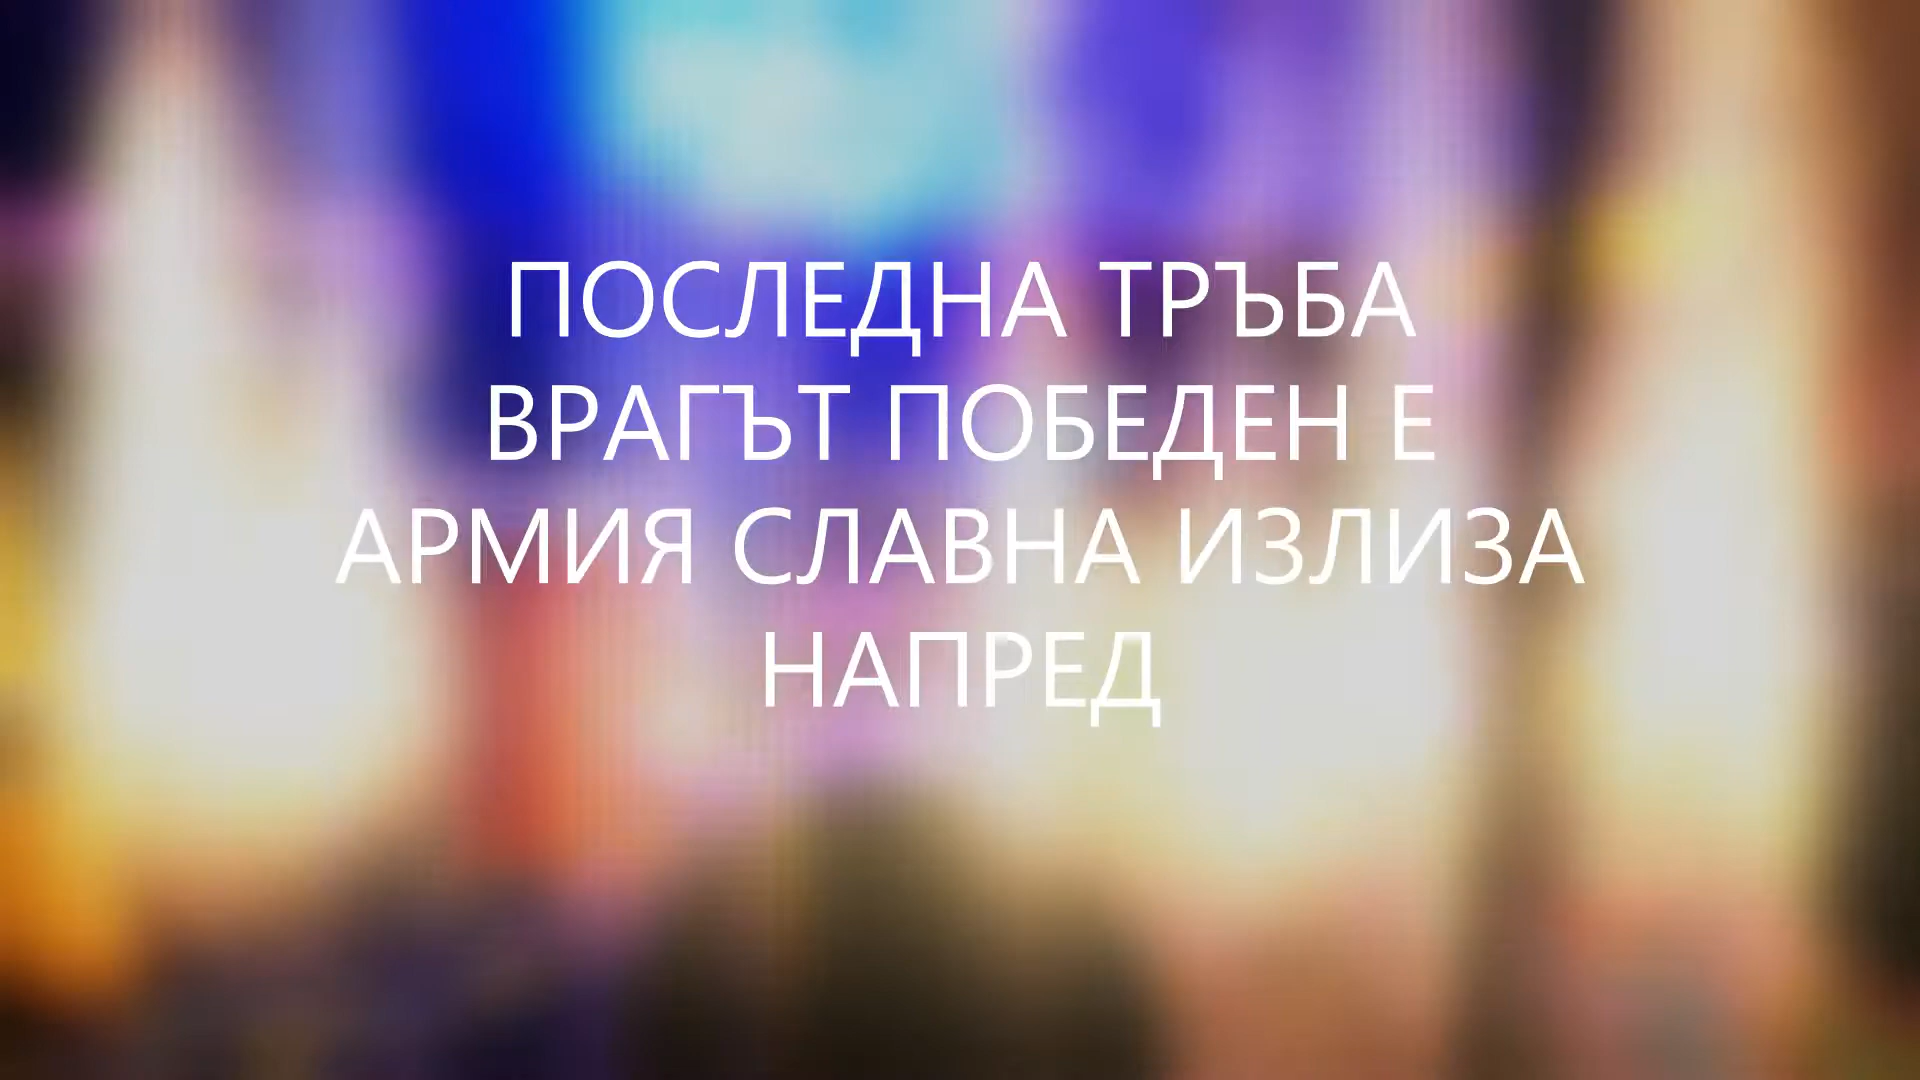 ПОСЛЕДНА ТРЪБА
ВРАГЪТ ПОБЕДЕН Е
АРМИЯ СЛАВНА ИЗЛИЗА
НАПРЕД